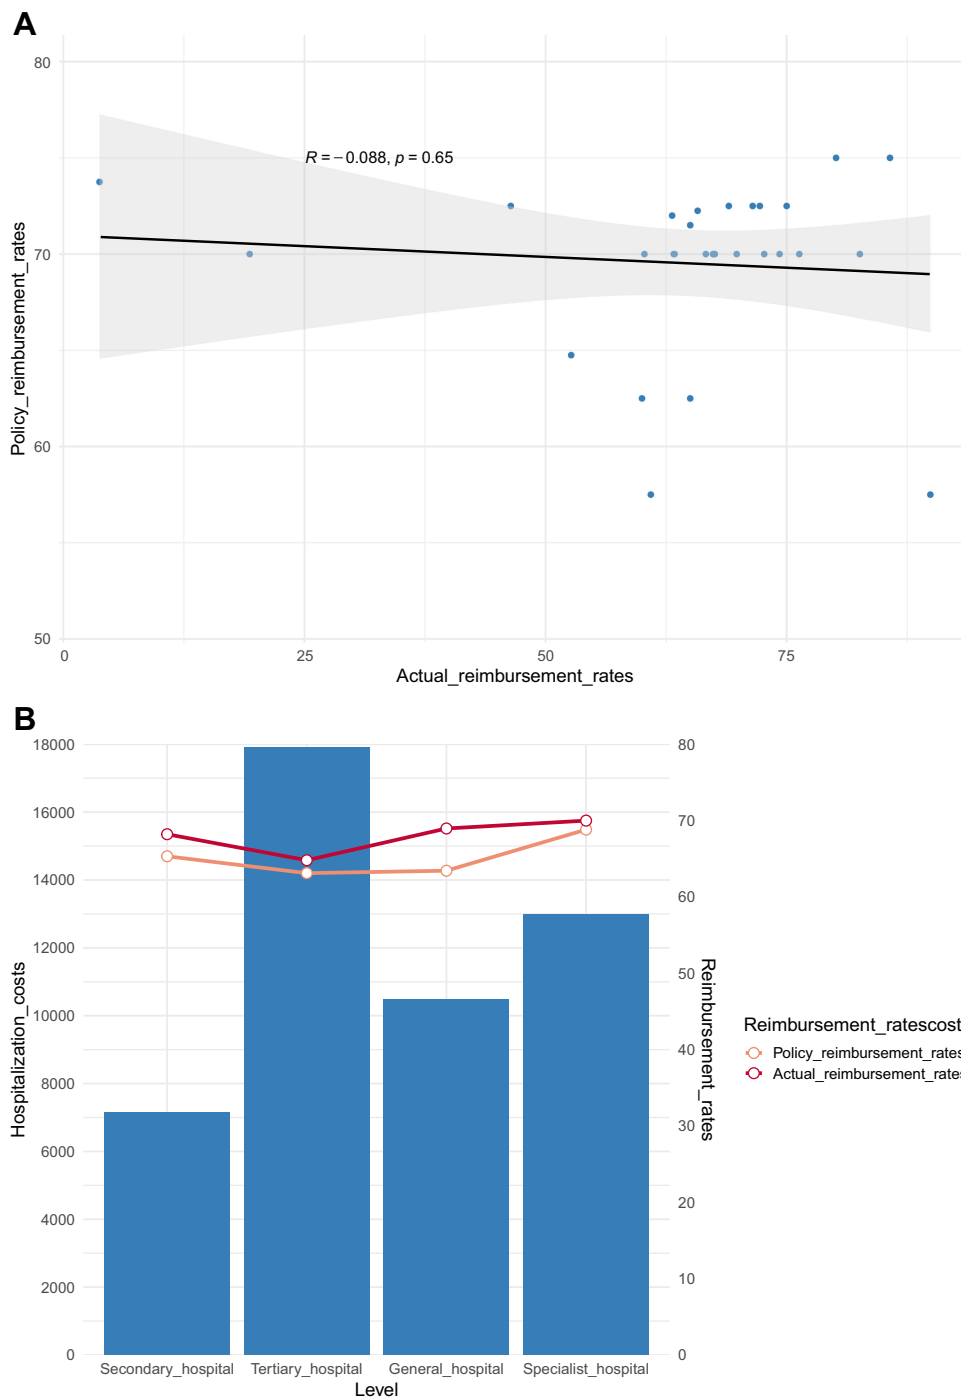 A
80
70
60
50
Policy_reimbursement_rates
R = −0.088, p = 0.65
0
25
50
75
Actual_reimbursement_rates
B
18000
16000
14000
12000
10000
8000
6000
4000
2000
0
Hospitalization_costs
80
70
60
50
40
30
20
10
0
Reimbursement_rates
Secondary_hospital
Tertiary_hospital
General_hospital
Specialist_hospital
Level
Reimbursement_ratescost
Policy_reimbursement_rates
Actual_reimbursement_rates